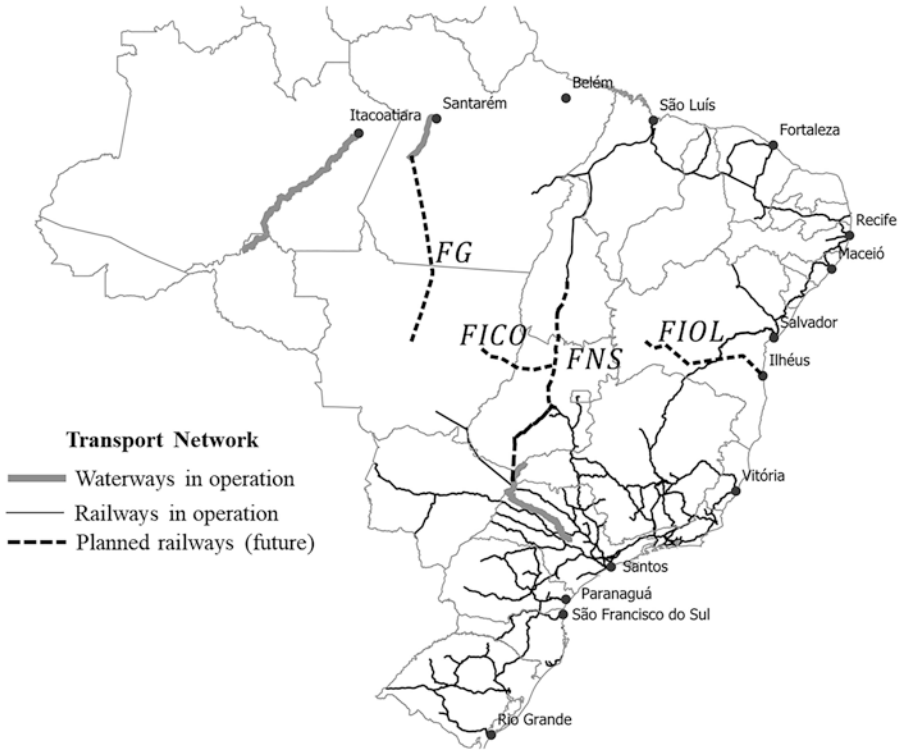 Belém
Santarém
São Luís
Itacoatiara
Fortaleza
Recife
FG
Maceió
Salvador
FICO
FIOL
FNS
Ilhéus
Transport Network
Waterways in operation
Vitória
Railways in operation
Planned railways (future)
Santos
Paranaguá
São Francisco do Sul
Rio Grande